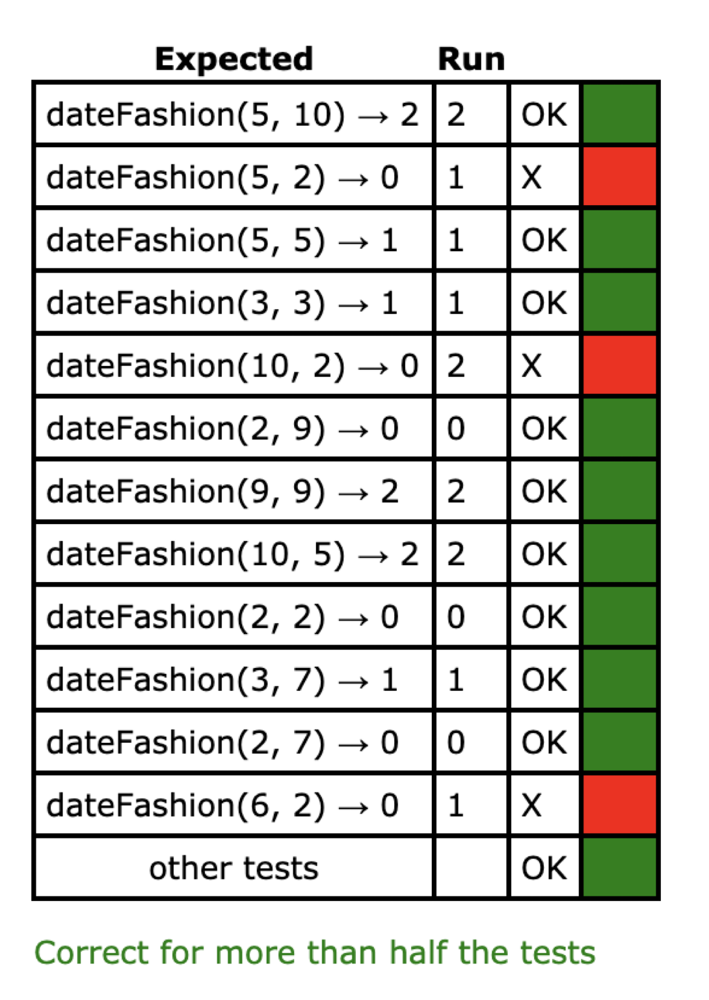 Expected Run
dateFashion(5, 10) → 2 2 OK
dateFashion(5, 2) → 0 1 X
dateFashion(5, 5) → 1 1 OK
dateFashion(3, 3) → 1 1 OK
dateFashion(10, 2) → 0 2 X
dateFashion(2, 9) → 0 0 OK
dateFashion(9, 9) → 2 2 OK
dateFashion(10, 5) → 2 2 OK
dateFashion(2, 2) → 0 0 OK
dateFashion(3, 7) → 1 1 OK
dateFashion(2, 7) → 0 0 OK
dateFashion(6, 2) → 0 1 X
other tests OK
Correct for more than half the tests